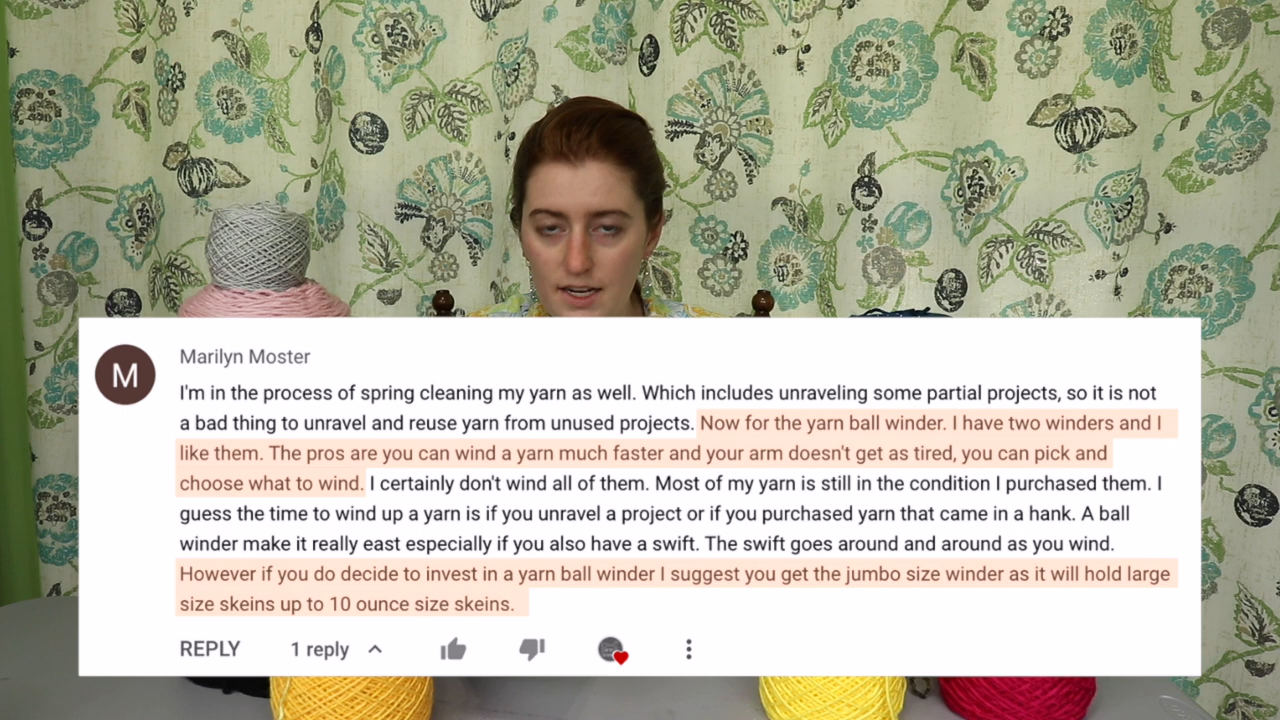 Marilyn Moster
I'm in the process of spring cleaning my yarn as well. Which includes unraveling some partial projects, so it is not
a bad thing to unravel and reuse yarn from unused projects. Now for the yarn ball winder. I have two winders and I
like them. The pros are you can wind a yarn much faster and your arm doesn't get as tired, you can pick and
choose what to wind. I certainly don't wind all of them. Most of my yarn is still in the condition I purchased them. I
guess the time to wind up a yarn is if you unravel a project or if you purchased yarn that came in a hank. A ball
winder make it really east especially if you also have a swift. The swift goes around and around as you wind.
However if you do decide to invest in a yarn ball winder I suggest you get the jumbo size winder as it will hold large
size skeins up to 10 ounce size skeins.
REPLY 1 reply
M